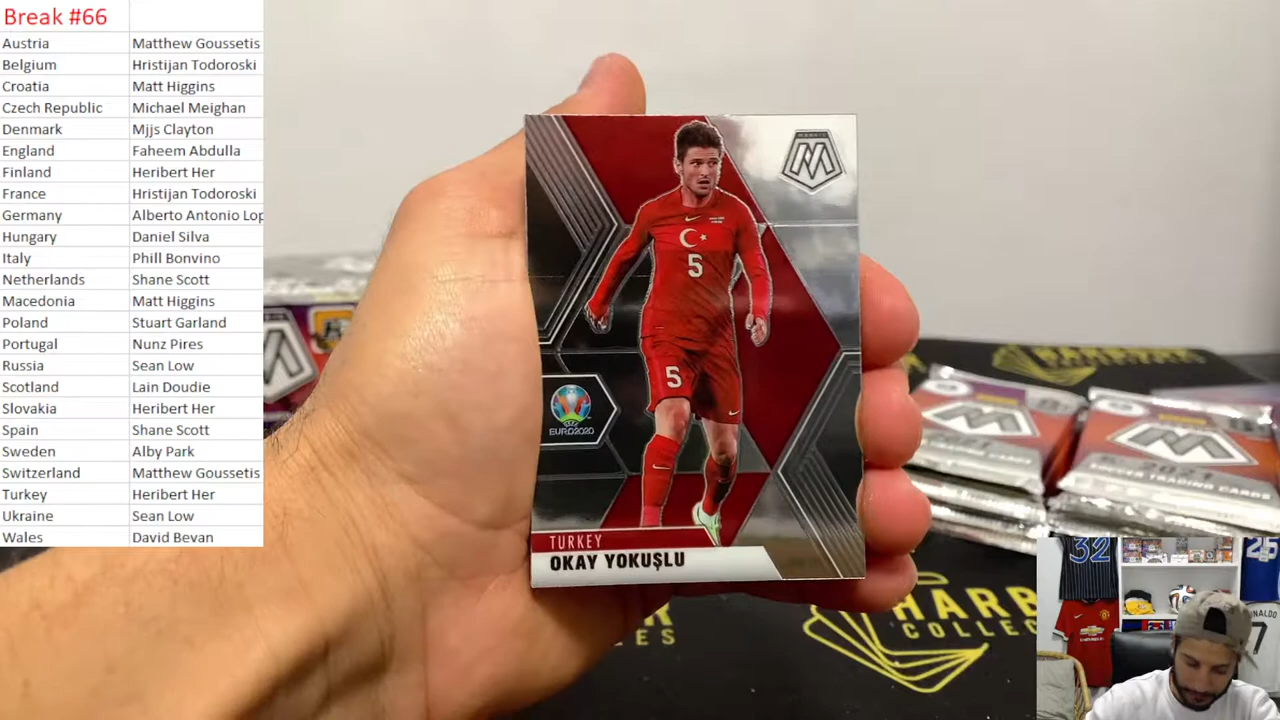 Break #66
Austria Matthew Goussetis
Belgium Hristijan Todoroski
Croatia Matt Higgins
Czech Republic Michael Meighan
Denmark Mjjs Clayton
England Faheem Abdulla
Finland Heribert Her
France Hristijan Todoroski
Germany Alberto Antonio Lop
Hungary Daniel Silva
Italy Phill Bonvino
Netherlands Shane Scott
Macedonia Matt Higgins
Poland Stuart Garland
Portugal Nunz Pires
Russia Sean Low
Scotland Lain Doudie
Slovakia Heribert Her
Spain Shane Scott
Sweden Alby Park
Switzerland Matthew Goussetis
Turkey Heribert Her
Ukraine Sean Low
Wales David Bevan
MOSAIC
5
5
EURO2020
TURKEY
OKAY YOKUŞLU
HARB
COLLEC
32
25
7